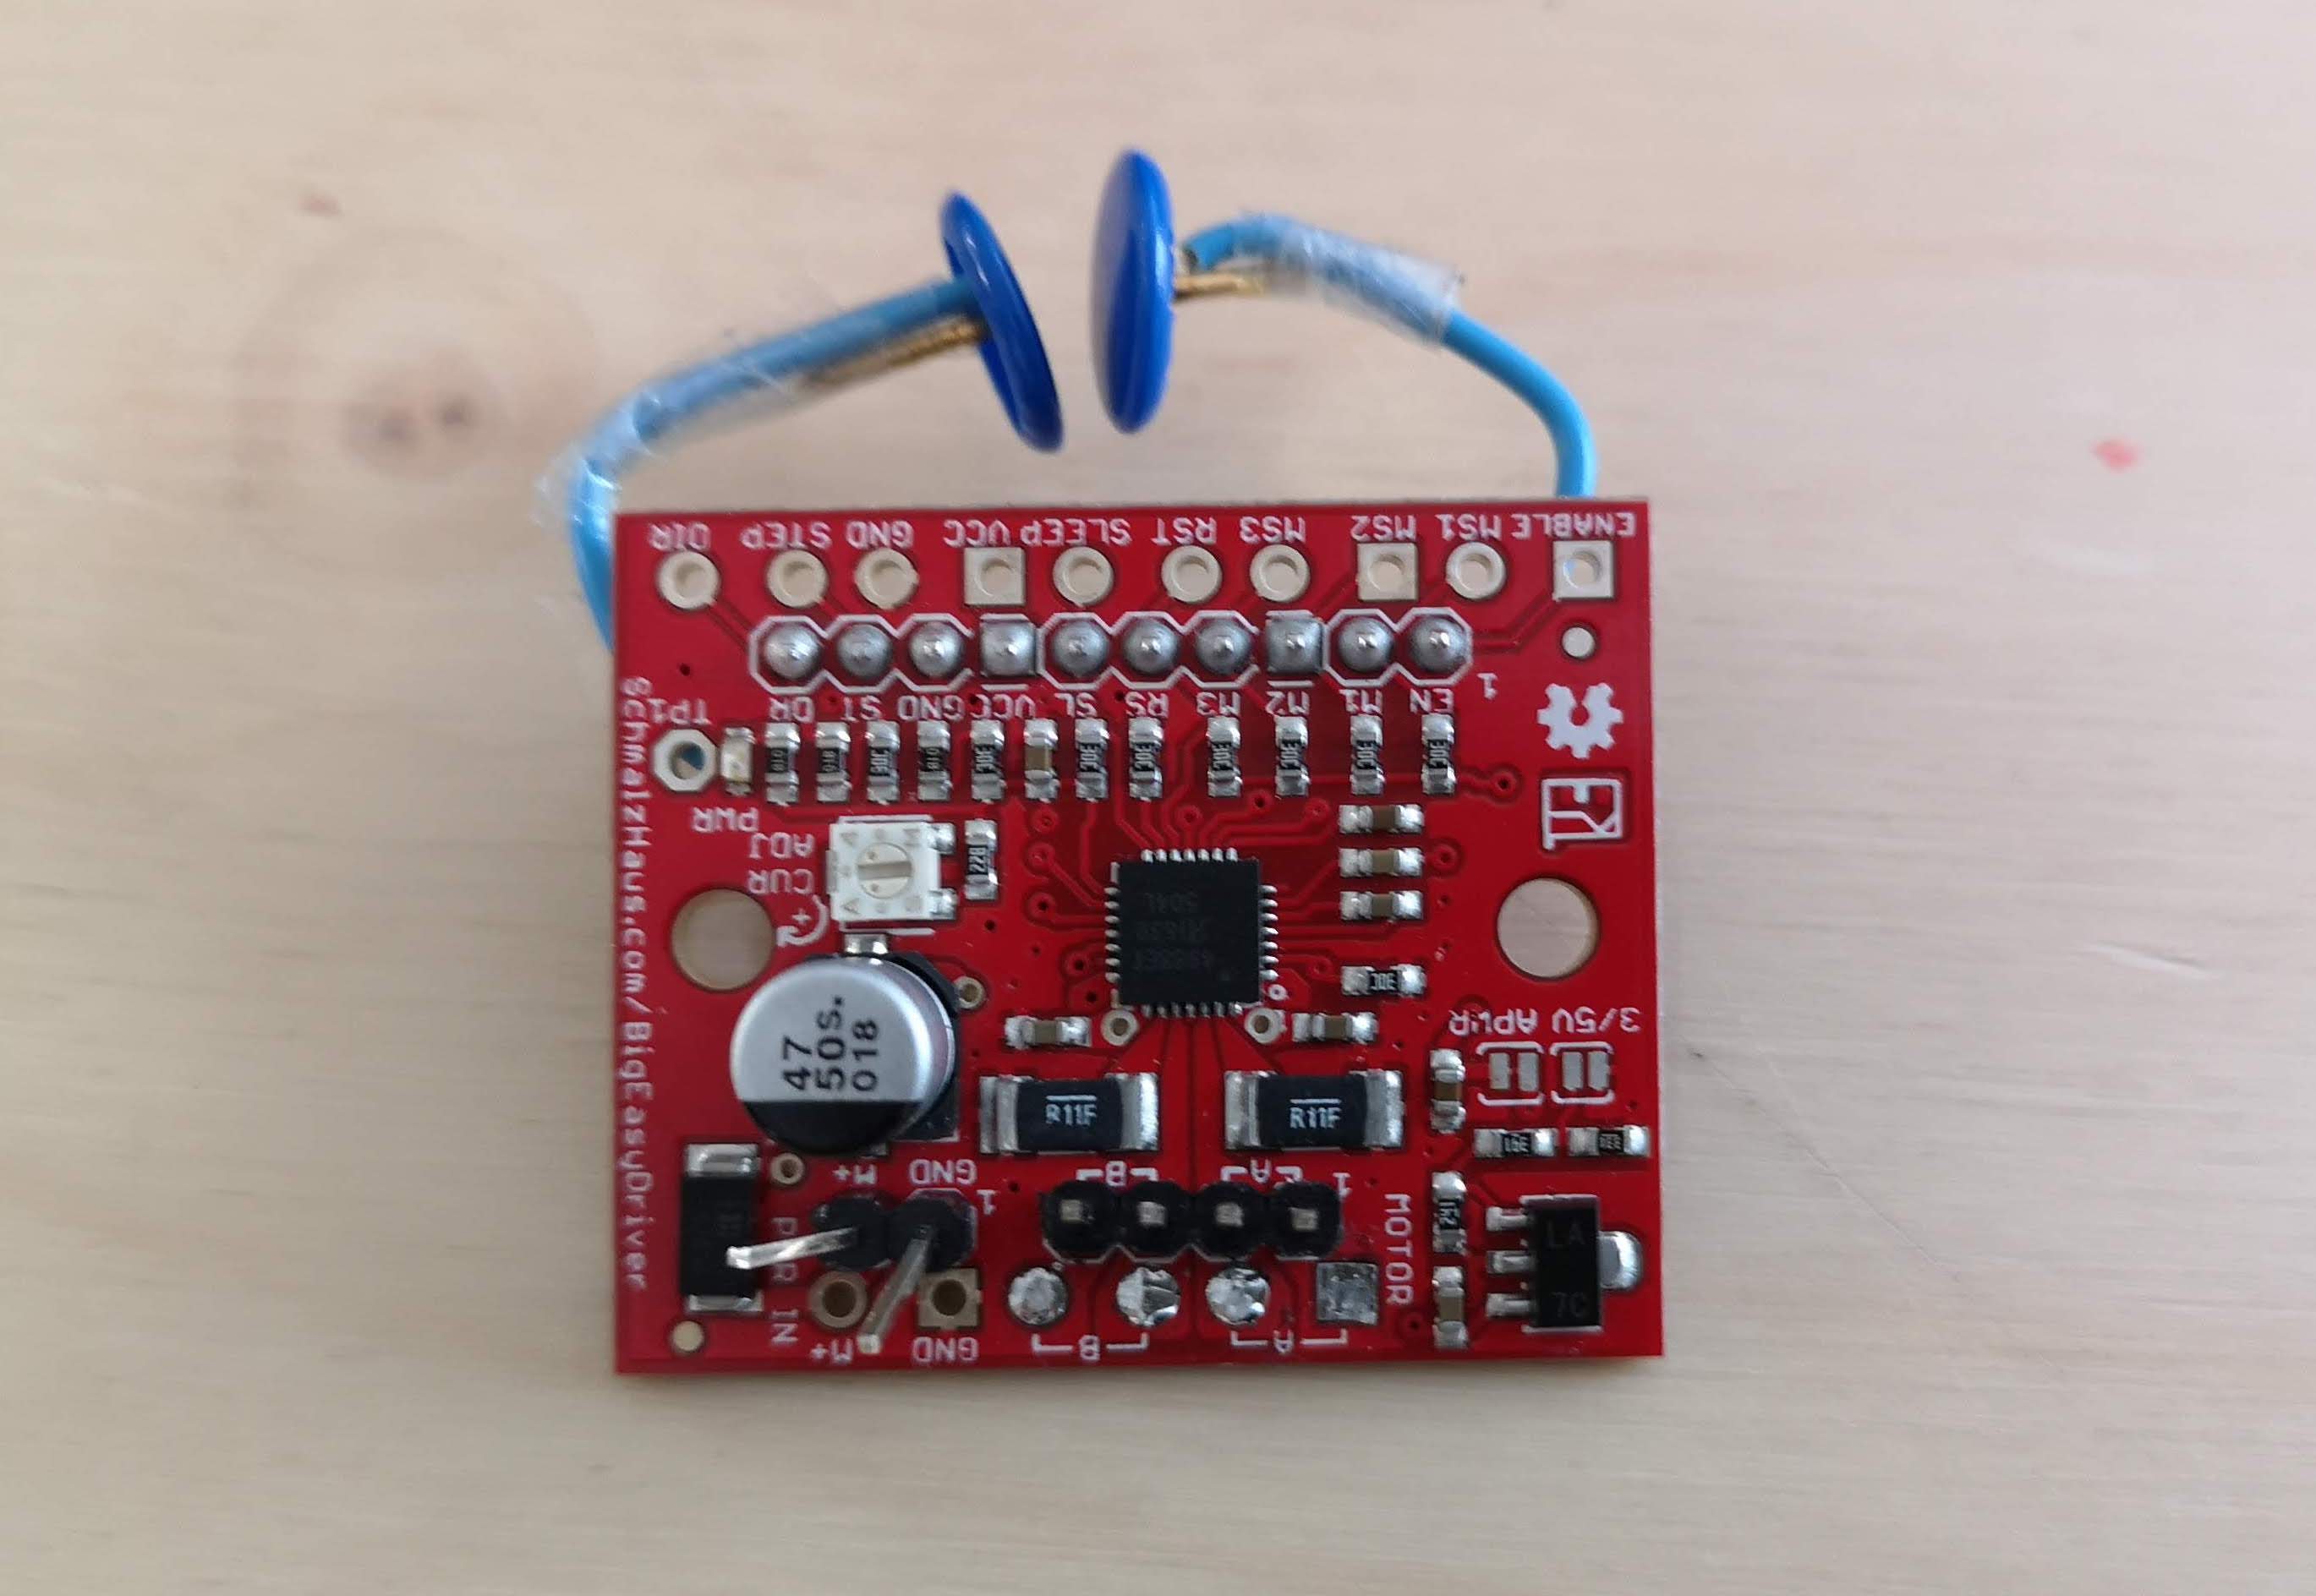 DIR STEP GND VCC SLEEP RST MS3 MS2 MS1 ENABLE
DR ST GND VCC SL RS M3 M2 M1 EN 1
TP1
PWR
CUR ADJ
+
SchmalzHaus.com/BigEasyDriver
3/5V APWR
47
50s.
018
R11F
R11F
M+ GND
1
B A 1
PWR IN
MOTOR
LA
7C
M+ GND
B A